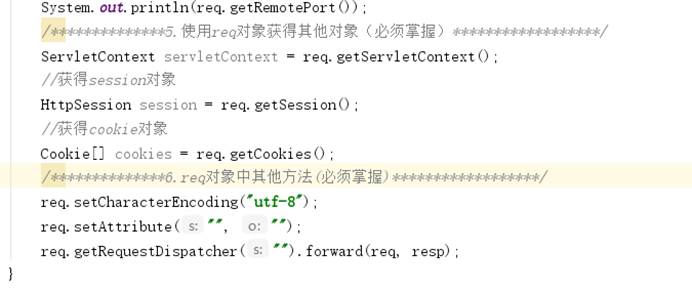 System.out.println(req.getRemotePort());
/**************5.使用req对象获得其他对象（必须掌握）******************/
ServletContext servletContext = req.getServletContext();
//获得session对象
HttpSession session = req.getSession();
//获得cookie对象
Cookie[] cookies = req.getCookies();
/**************6.req对象中其他方法(必须掌握)******************/
req.setCharacterEncoding("utf-8");
req.setAttribute( s: "", o: "");
req.getRequestDispatcher( s: "").forward(req, resp);
}